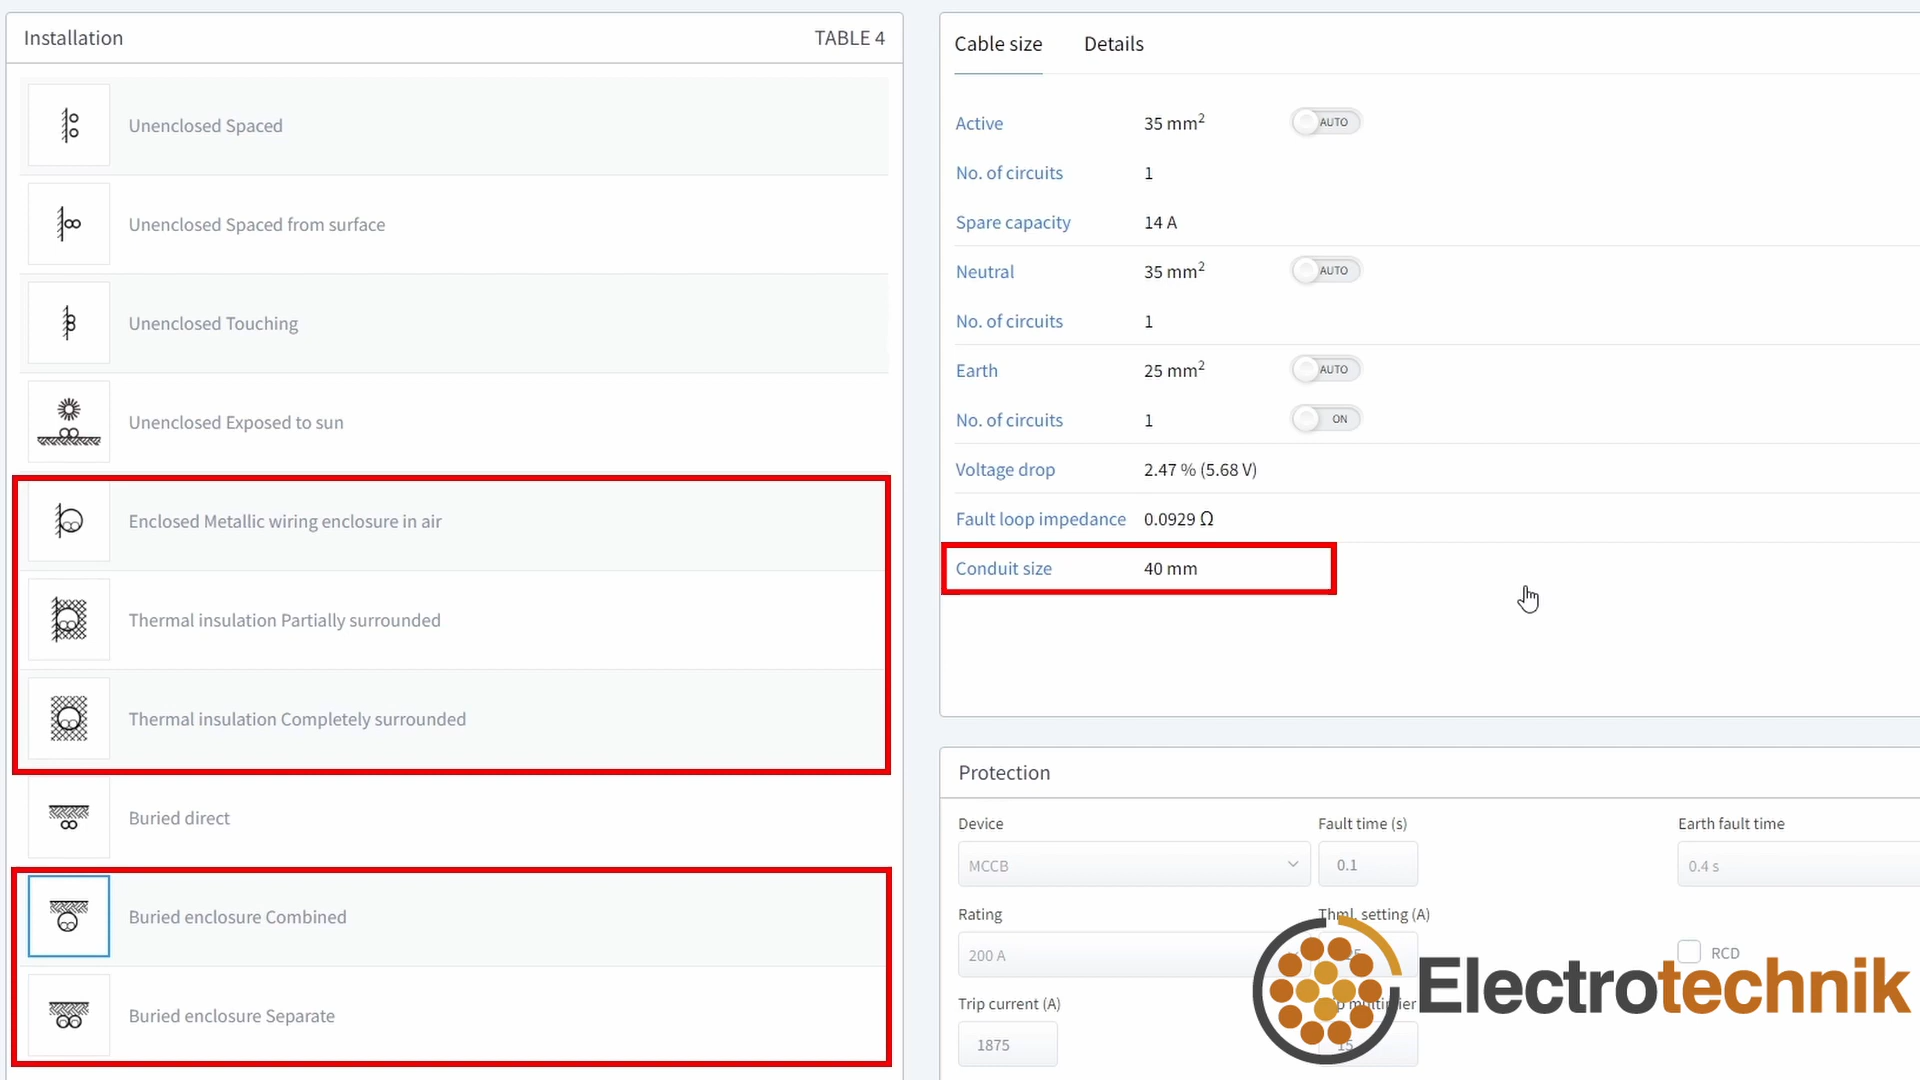 Installation
TABLE 4
Unenclosed Spaced
Unenclosed Spaced from surface
Unenclosed Touching
Unenclosed Exposed to sun
Enclosed Metallic wiring enclosure in air
Thermal insulation Partially surrounded
Thermal insulation Completely surrounded
Buried direct
Buried enclosure Combined
Buried enclosure Separate
Cable size Details
Active 35 mm² AUTO
No. of circuits 1
Spare capacity 14 A
Neutral 35 mm² AUTO
No. of circuits 1
Earth 25 mm² AUTO
No. of circuits 1 ON
Voltage drop 2.47 % (5.68 V)
Fault loop impedance 0.0929 Ω
Conduit size 40 mm
Protection
Device Fault time (s) Earth fault time
MCCB 0.1 0.4 s
Rating Thml. setting (A)
200 A RCD
Trip current (A)
1875 15
Electrotechnik